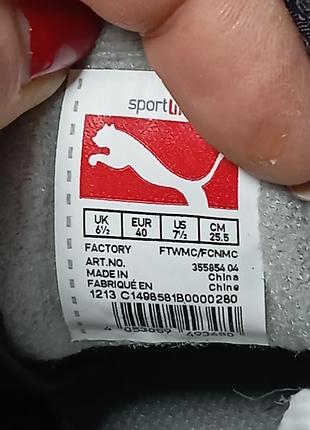 sport
UK EUR US CM
6½ 40 7½ 25.5
FACTORY FTWMC/FCNMC
ART.NO. 355854 04
MADE IN China
FABRIQUÉ EN Chine
1213 C1498581B0000280